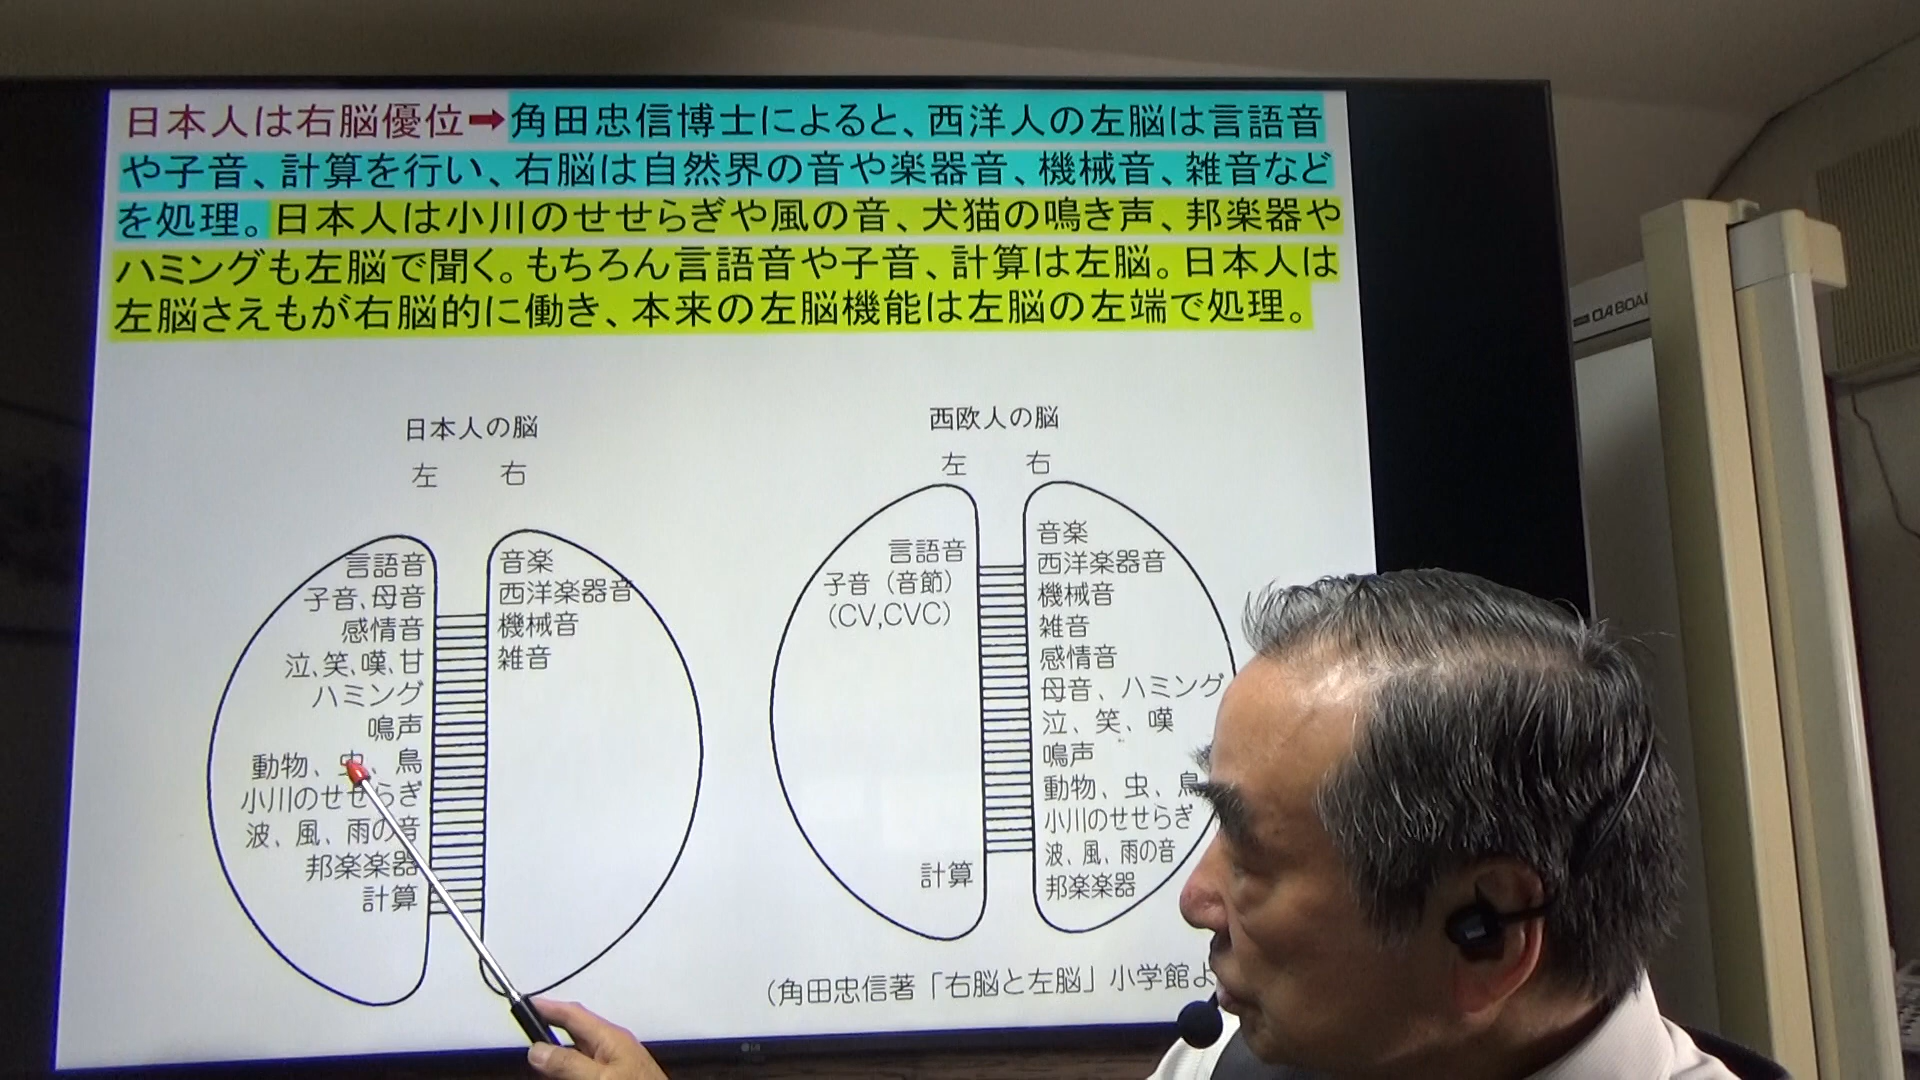 日本人は右脳優位➡角田忠信博士によると、西洋人の左脳は言語音
や子音、計算を行い、右脳は自然界の音や楽器音、機械音、雑音など
を処理。日本人は小川のせせらぎや風の音、犬猫の鳴き声、邦楽器や
ハミングも左脳で聞く。もちろん言語音や子音、計算は左脳。日本人は
左脳さえもが右脳的に働き、本来の左脳機能は左脳の左端で処理。
日本人の脳
左 右
言語音
子音、母音
感情音
泣、笑、嘆、甘
ハミング
鳴声
動物、虫、鳥
小川のせせらぎ
波、風、雨の音
邦楽楽器
計算
音楽
西洋楽器音
機械音
雑音
西欧人の脳
左 右
言語音
子音（音節）
（CV,CVC）
計算
音楽
西洋楽器音
機械音
雑音
感情音
母音、ハミング
泣、笑、嘆
鳴声
動物、虫、鳥
小川のせせらぎ
波、風、雨の音
邦楽楽器
（角田忠信著「右脳と左脳」小学館よ
LG